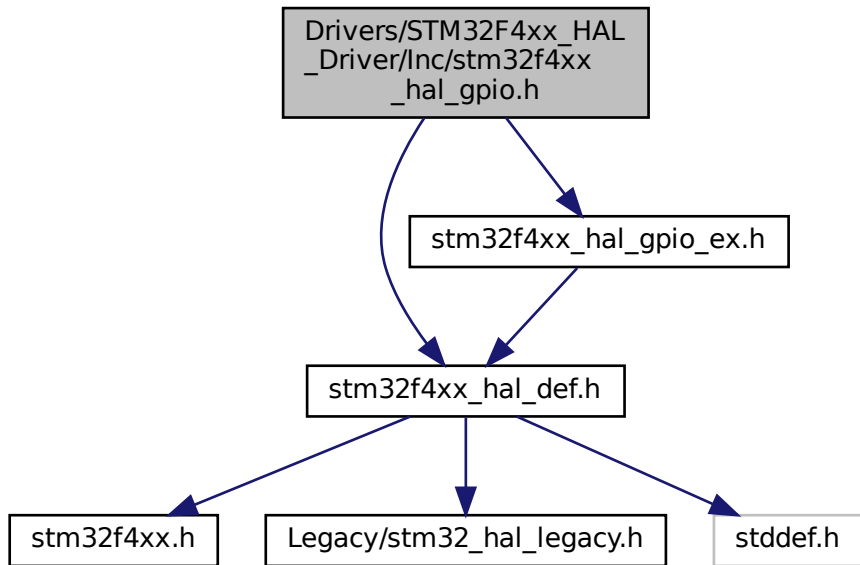 Drivers/STM32F4xx_HAL
_Driver/Inc/stm32f4xx
_hal_gpio.h
stm32f4xx_hal_gpio_ex.h
stm32f4xx_hal_def.h
stm32f4xx.h
Legacy/stm32_hal_legacy.h
stddef.h